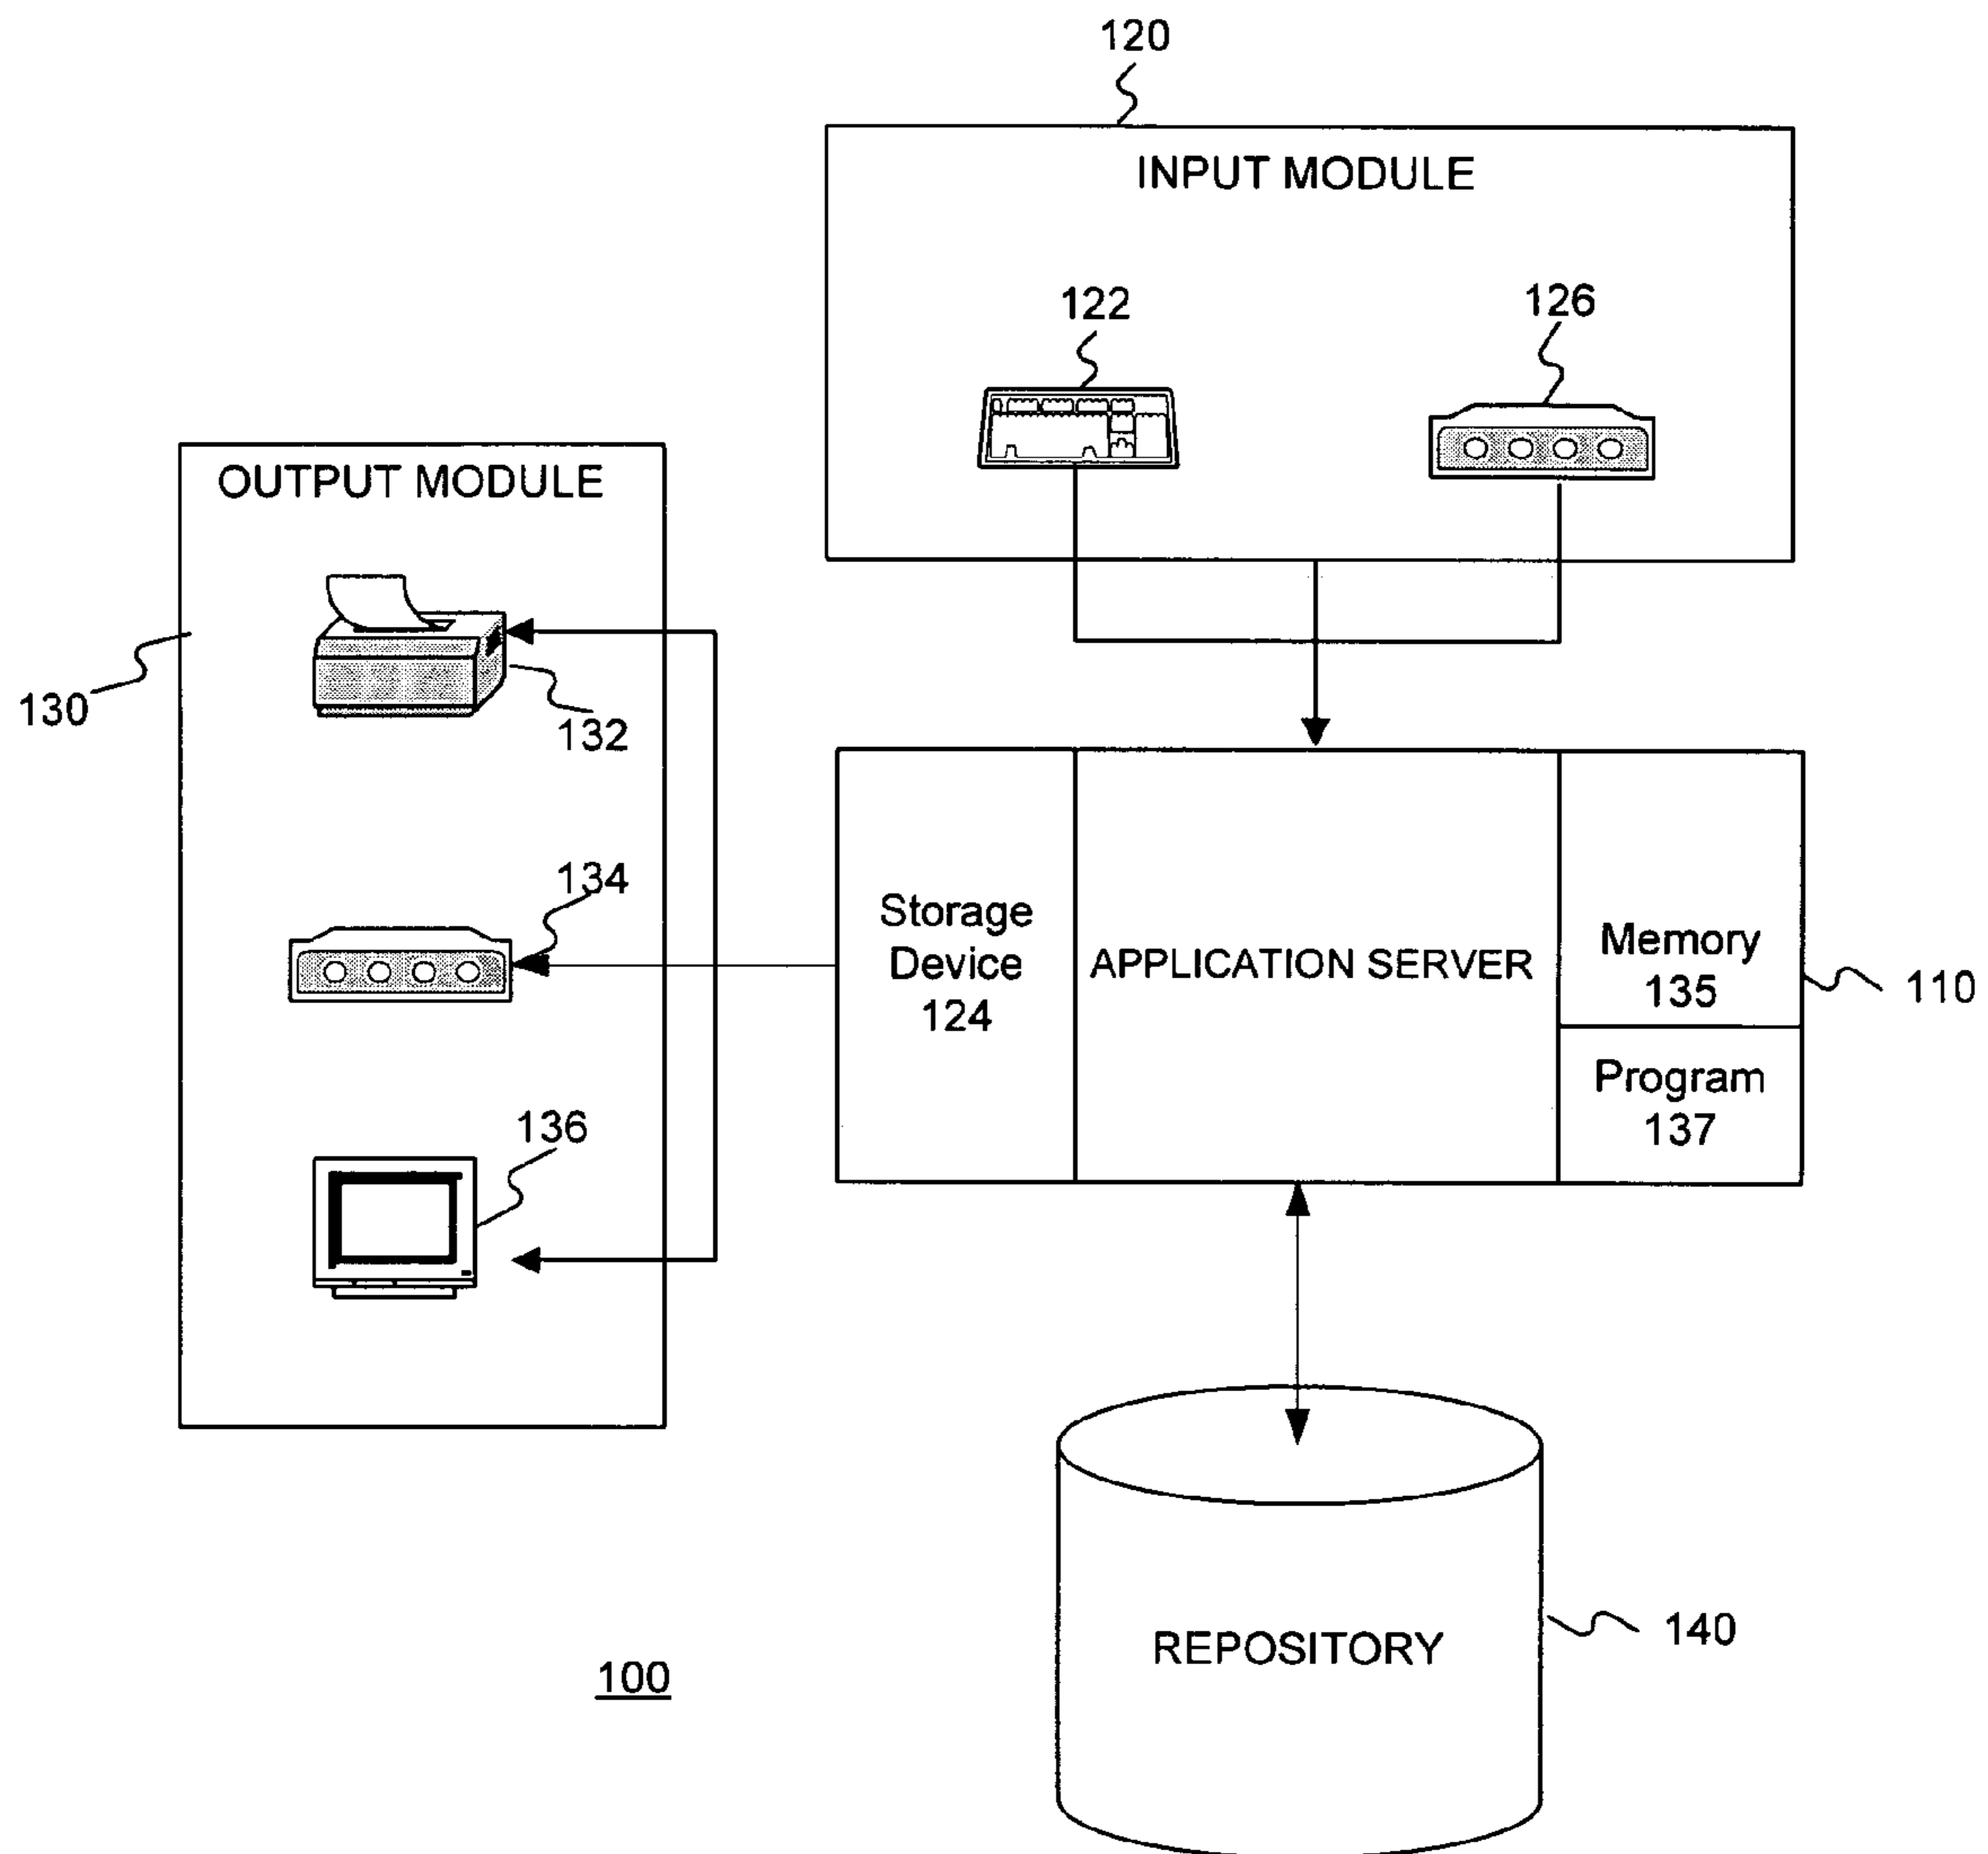 120
INPUT MODULE
122
126
OUTPUT MODULE
130
132
134
136
Storage
Device
124
APPLICATION SERVER
Memory
135
110
Program
137
REPOSITORY
140
100